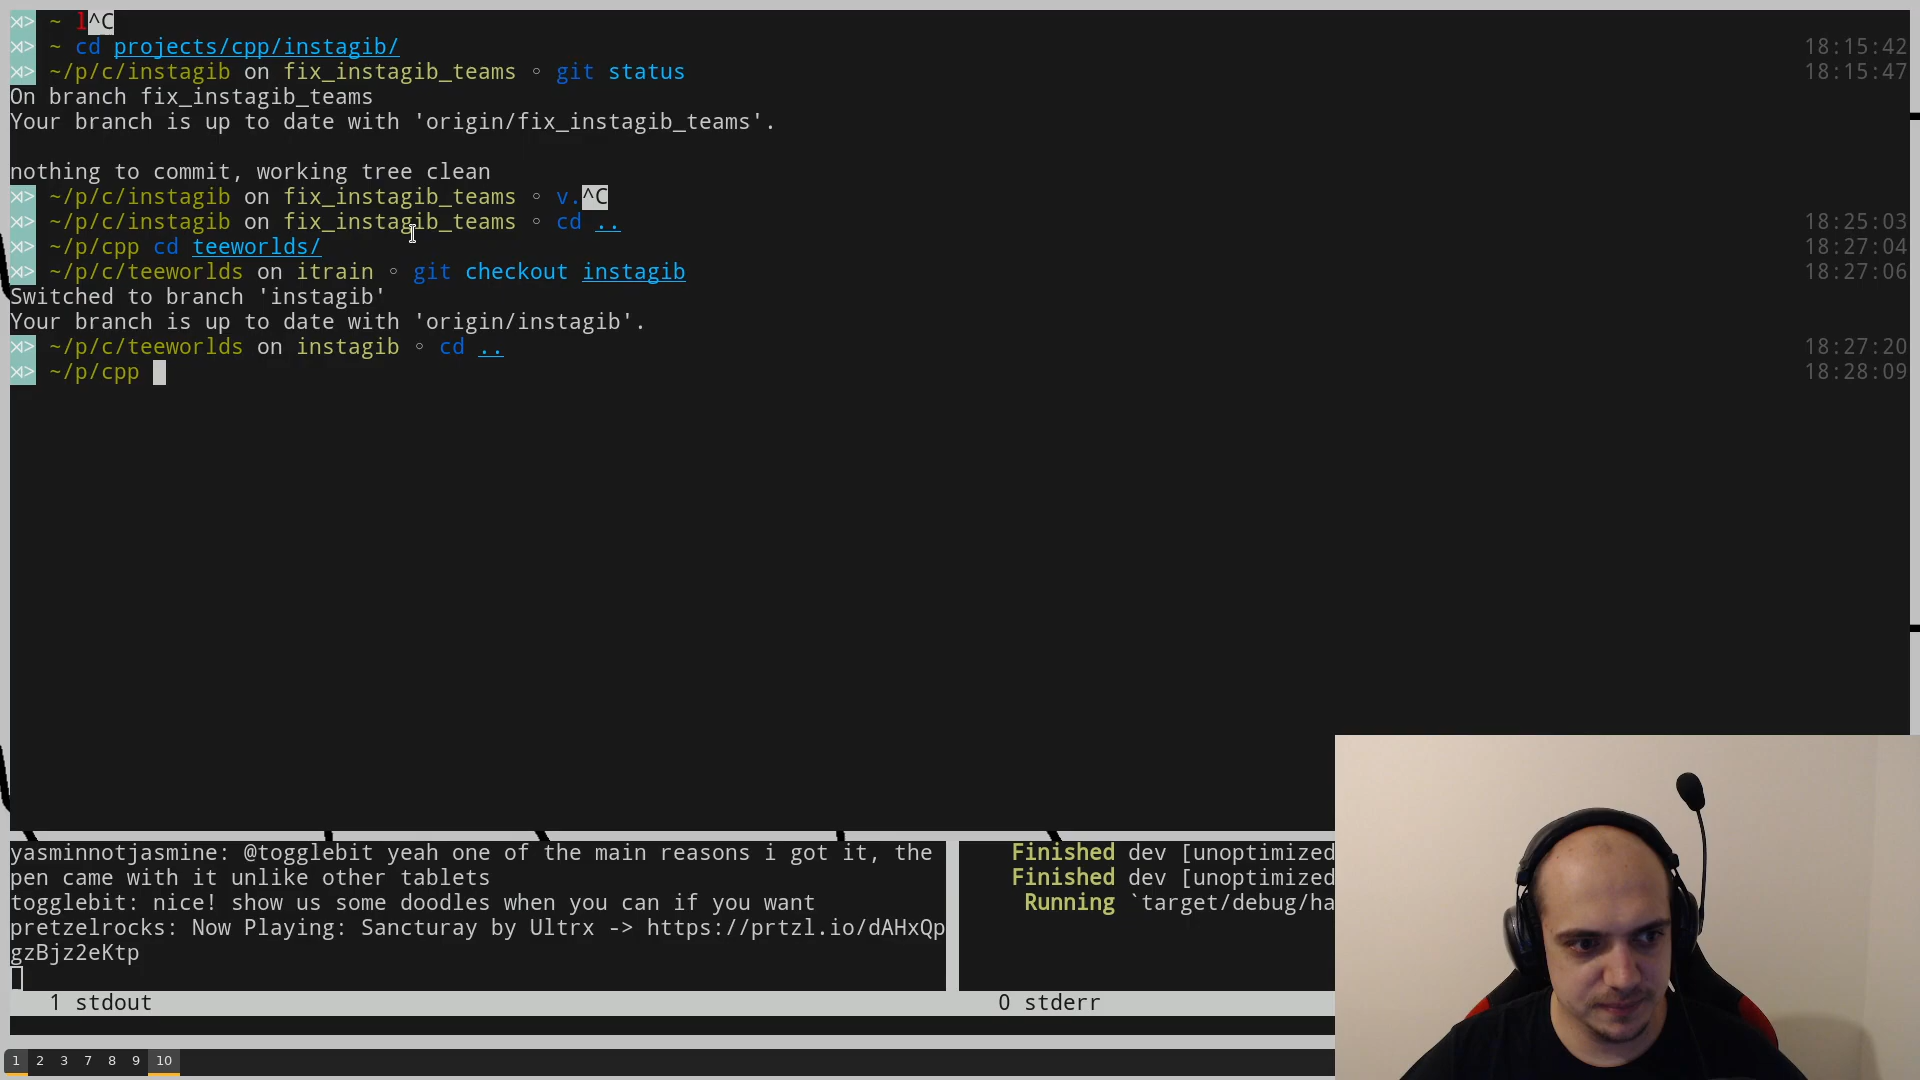 ⋊> ~ l^C
⋊> ~ cd projects/cpp/instagib/ 18:15:42
⋊> ~/p/c/instagib on fix_instagib_teams ◦ git status 18:15:47
On branch fix_instagib_teams
Your branch is up to date with 'origin/fix_instagib_teams'.
nothing to commit, working tree clean
⋊> ~/p/c/instagib on fix_instagib_teams ◦ v.^C
⋊> ~/p/c/instagib on fix_instagib_teams ◦ cd .. 18:25:03
⋊> ~/p/cpp cd teeworlds/ 18:27:04
⋊> ~/p/c/teeworlds on itrain ◦ git checkout instagib 18:27:06
Switched to branch 'instagib'
Your branch is up to date with 'origin/instagib'.
⋊> ~/p/c/teeworlds on instagib ◦ cd .. 18:27:20
⋊> ~/p/cpp 18:28:09
yasminnotjasmine: @togglebit yeah one of the main reasons i got it, the
pen came with it unlike other tablets
togglebit: nice! show us some doodles when you can if you want
pretzelrocks: Now Playing: Sancturay by Ultrx -> https://prtzl.io/dAHxQp
gzBjz2eKtp
1 stdout
Finished dev [unoptimized
Finished dev [unoptimized
Running `target/debug/ha
0 stderr
1 2 3 7 8 9 10